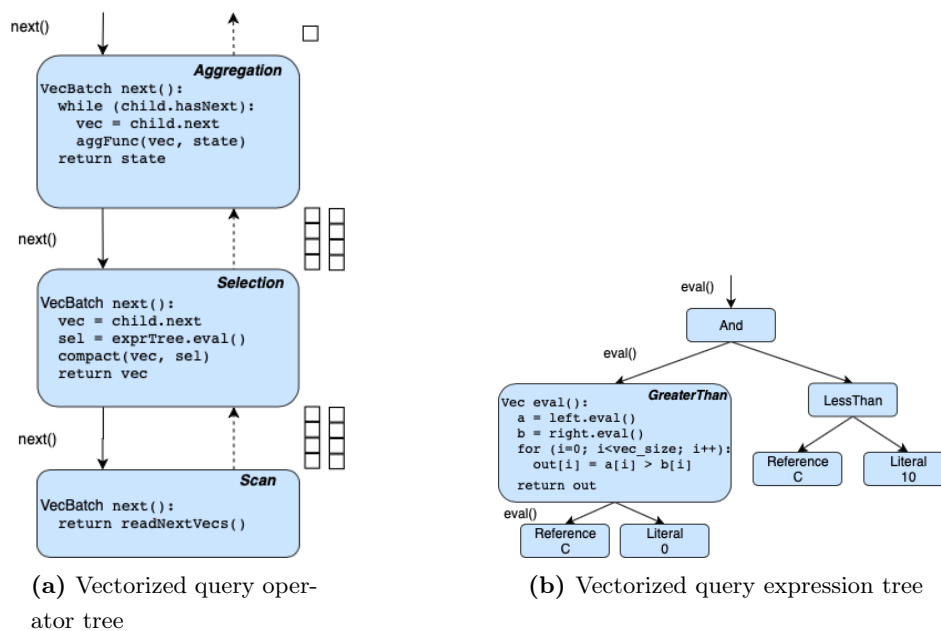 next()
Aggregation
VecBatch next():
while (child.hasNext):
vec = child.next
aggFunc(vec, state)
return state
next()
Selection
VecBatch next():
vec = child.next
sel = exprTree.eval()
compact(vec, sel)
return vec
next()
Scan
VecBatch next():
return readNextVecs()
(a) Vectorized query oper-
ator tree
eval()
And
eval()
GreaterThan
Vec eval():
a = left.eval()
b = right.eval()
for (i=0; i<vec_size; i++):
out[i] = a[i] > b[i]
return out
LessThan
Reference
C
Literal
10
eval()
Reference
C
Literal
0
(b) Vectorized query expression tree